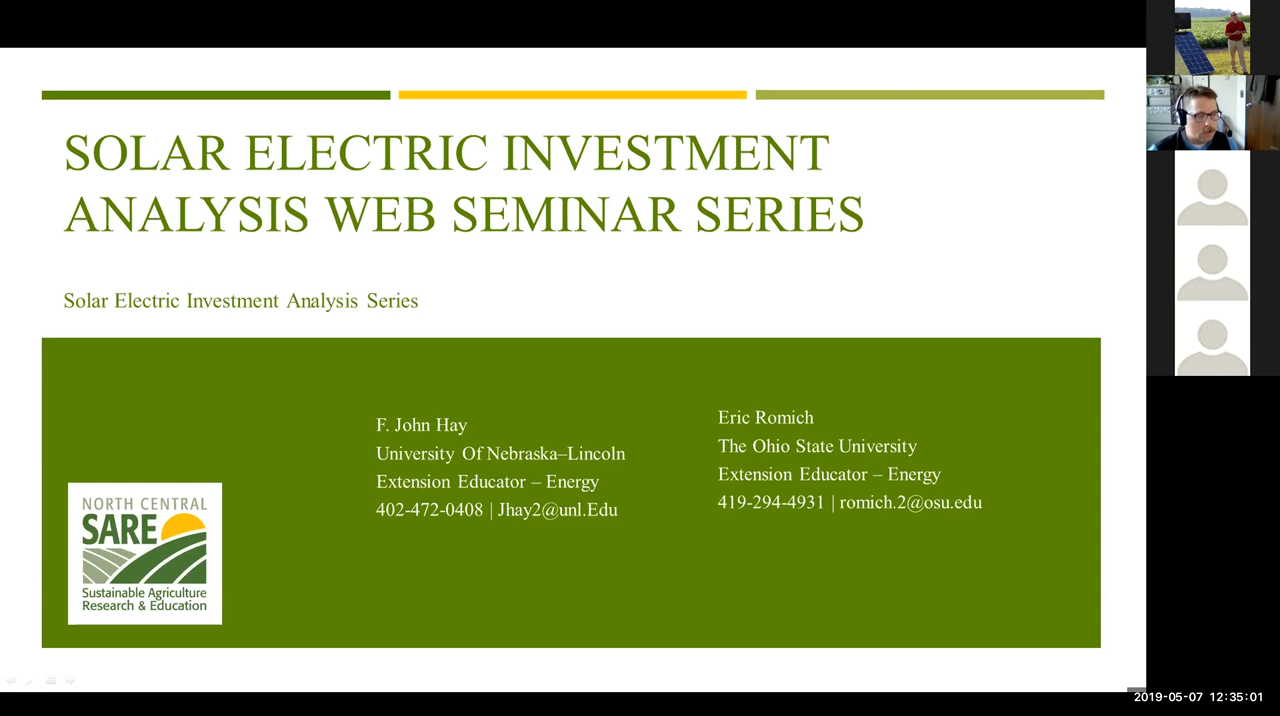 SOLAR ELECTRIC INVESTMENT
ANALYSIS WEB SEMINAR SERIES
Solar Electric Investment Analysis Series
F. John Hay
University Of Nebraska–Lincoln
Extension Educator – Energy
402-472-0408 | Jhay2@unl.Edu
Eric Romich
The Ohio State University
Extension Educator – Energy
419-294-4931 | romich.2@osu.edu
NORTH CENTRAL
SARE
Sustainable Agriculture
Research & Education
2019-05-07 12:35:01